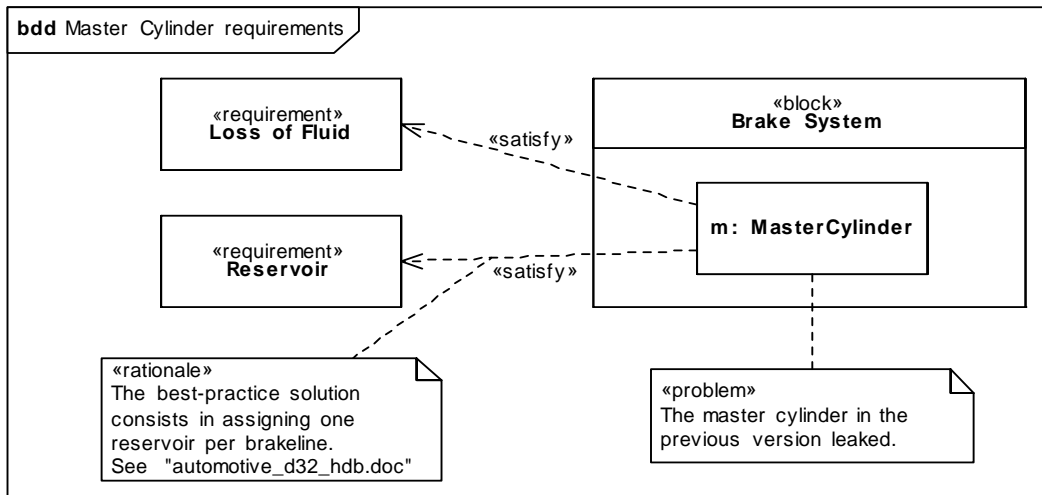 bdd Master Cylinder requirements
«requirement»
Loss of Fluid
«satisfy»
«block»
Brake System
m: MasterCylinder
«requirement»
Reservoir
«satisfy»
«rationale»
The best-practice solution
consists in assigning one
reservoir per brakeline.
See "automotive_d32_hdb.doc"
«problem»
The master cylinder in the
previous version leaked.